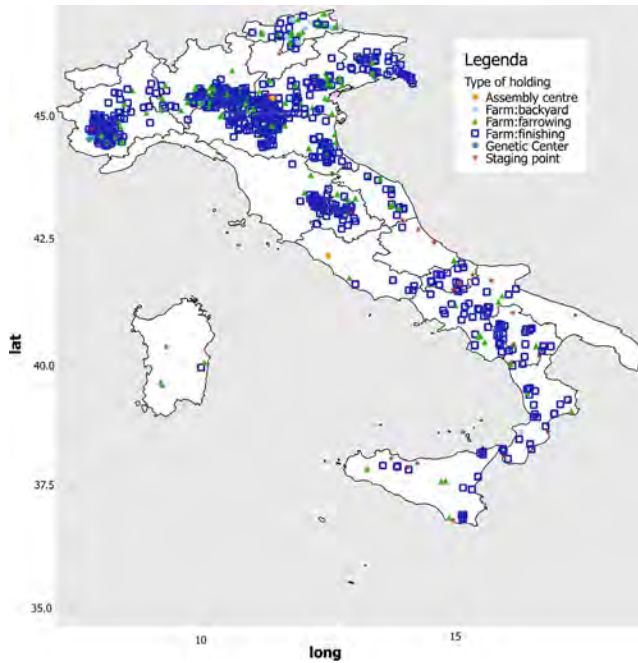 Legenda
Type of holding
Assembly centre
Farm:backyard
Farm:farrowing
Farm:finishing
Genetic Center
Staging point
45.0
42.5
lat
40.0
37.5
35.0
10 15
long